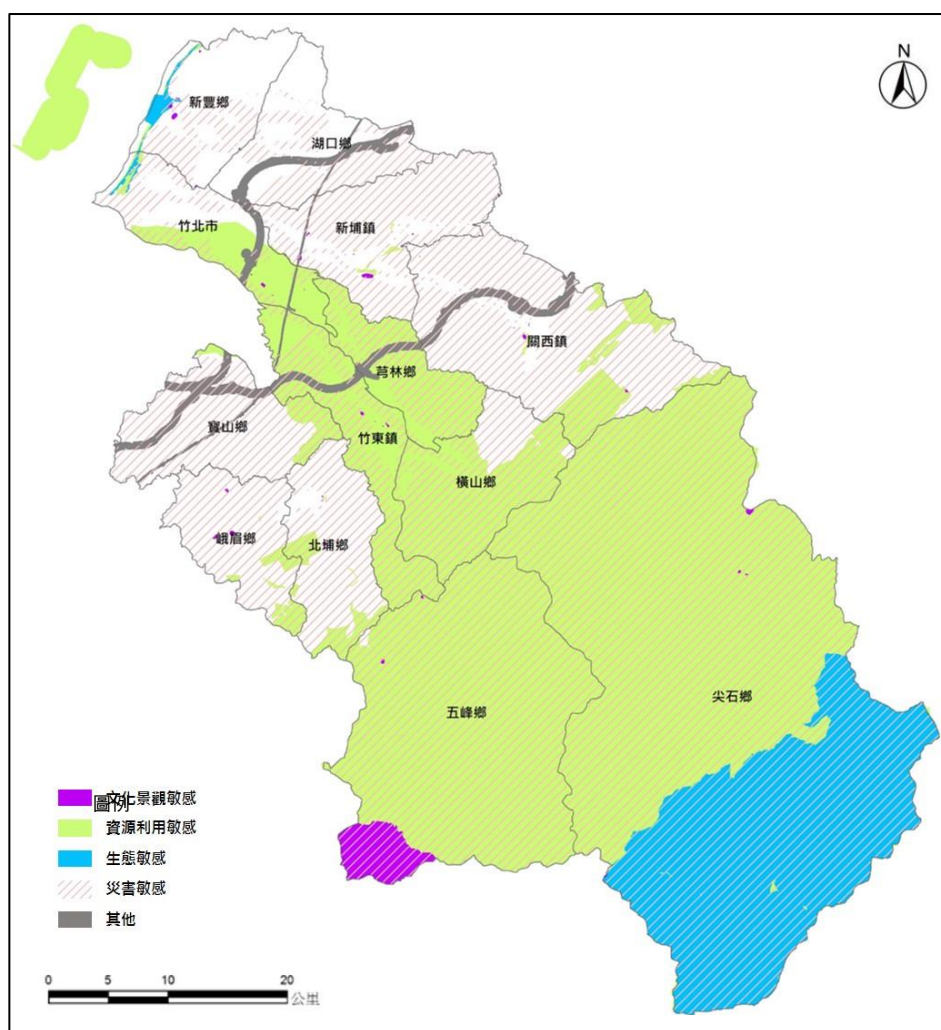 N
新豐鄉
湖口鄉
竹北市
新埔鎮
關西鎮
芎林鄉
寶山鄉
竹東鎮
橫山鄉
峨眉鄉
北埔鄉
五峰鄉
尖石鄉
圖例
文化景觀敏感
資源利用敏感
生態敏感
災害敏感
其他
0 5 10 20
公里